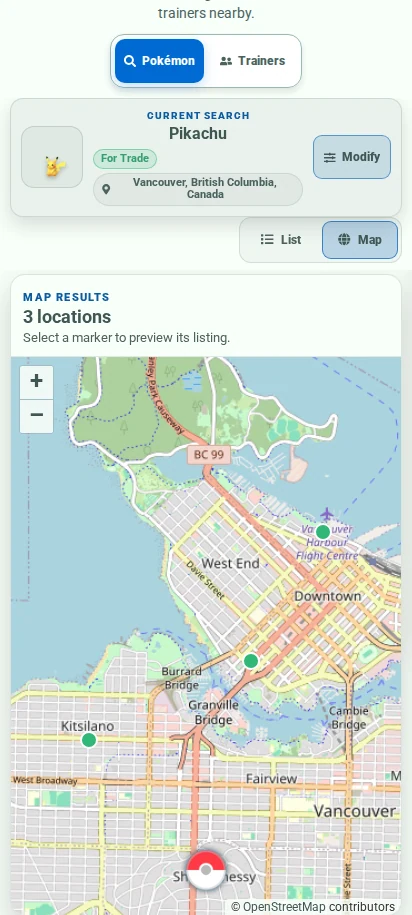 trainers nearby.
Pokémon
Trainers
CURRENT SEARCH
Pikachu
For Trade
Vancouver, British Columbia,
Canada
Modify
List
Map
MAP RESULTS
3 locations
Select a marker to preview its listing.
+
−
BC 99
West End
Davie Street
Harbour
Flight Centre
Downtown
Burrard
Bridge
Granville
Bridge
Cambie
Bridge
Kitsilano
West Broadway
Fairview
Vancouver
© OpenStreetMap contributors